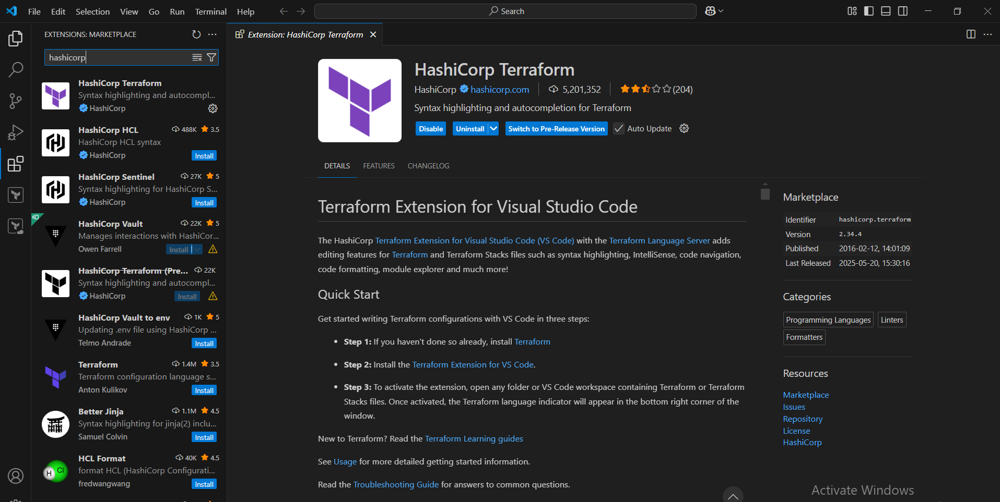 File Edit Selection View Go Run Terminal Help
Search
EXTENSIONS: MARKETPLACE
hashicorp
HashiCorp Terraform
Syntax highlighting and autocompl...
HashiCorp
HashiCorp HCL 488K 3.5
HashiCorp HCL syntax
HashiCorp Install
HashiCorp Sentinel 27K 5
Syntax highlighting for HashiCorp S...
HashiCorp Install
HashiCorp Vault 22K 5
Manages interactions with HashiCor...
Owen Farrell Install
HashiCorp Terraform (Pre... 22K
Syntax highlighting and autocompl...
HashiCorp Install
HashiCorp Vault to env 1K 5
Updating .env file using HashiCorp ...
Telmo Andrade Install
Terraform 1.4M 3.5
Terraform configuration language s...
Anton Kulikov Install
Better Jinja 1.1M 4.5
Syntax highlighting for jinja(2) inclu...
Samuel Colvin Install
H Cl
HCL Format 40K 4.5
format HCL (HashiCorp Configurati...
fredwangwang Install
Extension: HashiCorp Terraform
HashiCorp Terraform
HashiCorp hashicorp.com 5,201,352 (204)
Syntax highlighting and autocompletion for Terraform
Disable Uninstall Switch to Pre-Release Version Auto Update
DETAILS FEATURES CHANGELOG
Terraform Extension for Visual Studio Code
The HashiCorp Terraform Extension for Visual Studio Code (VS Code) with the Terraform Language Server adds
editing features for Terraform and Terraform Stacks files such as syntax highlighting, IntelliSense, code navigation,
code formatting, module explorer and much more!
Quick Start
Get started writing Terraform configurations with VS Code in three steps:
• Step 1: If you haven't done so already, install Terraform
• Step 2: Install the Terraform Extension for VS Code.
• Step 3: To activate the extension, open any folder or VS Code workspace containing Terraform or Terraform
Stacks files. Once activated, the Terraform language indicator will appear in the bottom right corner of the
window.
New to Terraform? Read the Terraform Learning guides
See Usage for more detailed getting started information.
Read the Troubleshooting Guide for answers to common questions.
Marketplace
Identifier hashicorp.terraform
Version 2.34.4
Published 2016-02-12, 14:01:09
Last Released 2025-05-20, 15:30:16
Categories
Programming Languages Linters
Formatters
Resources
Marketplace
Issues
Repository
License
HashiCorp
Activate Windows